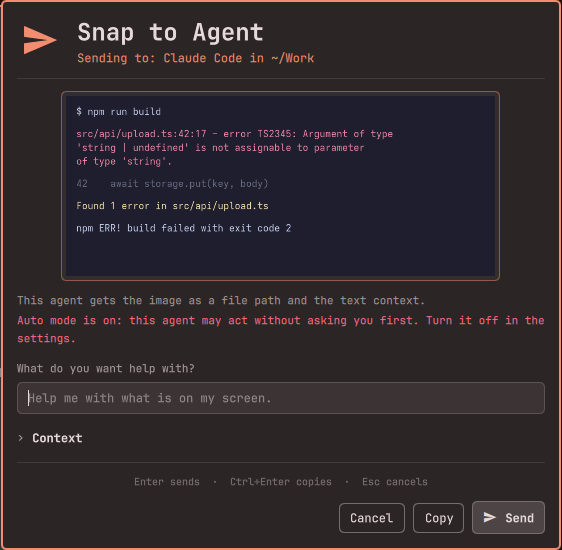 Snap to Agent
Sending to: Claude Code in ~/Work
$ npm run build
src/api/upload.ts:42:17 - error TS2345: Argument of type
'string | undefined' is not assignable to parameter
of type 'string'.
42    await storage.put(key, body)
Found 1 error in src/api/upload.ts
npm ERR! build failed with exit code 2
This agent gets the image as a file path and the text context.
Auto mode is on: this agent may act without asking you first. Turn it off in the
settings.
What do you want help with?
Help me with what is on my screen.
› Context
Enter sends · Ctrl+Enter copies · Esc cancels
Cancel Copy Send